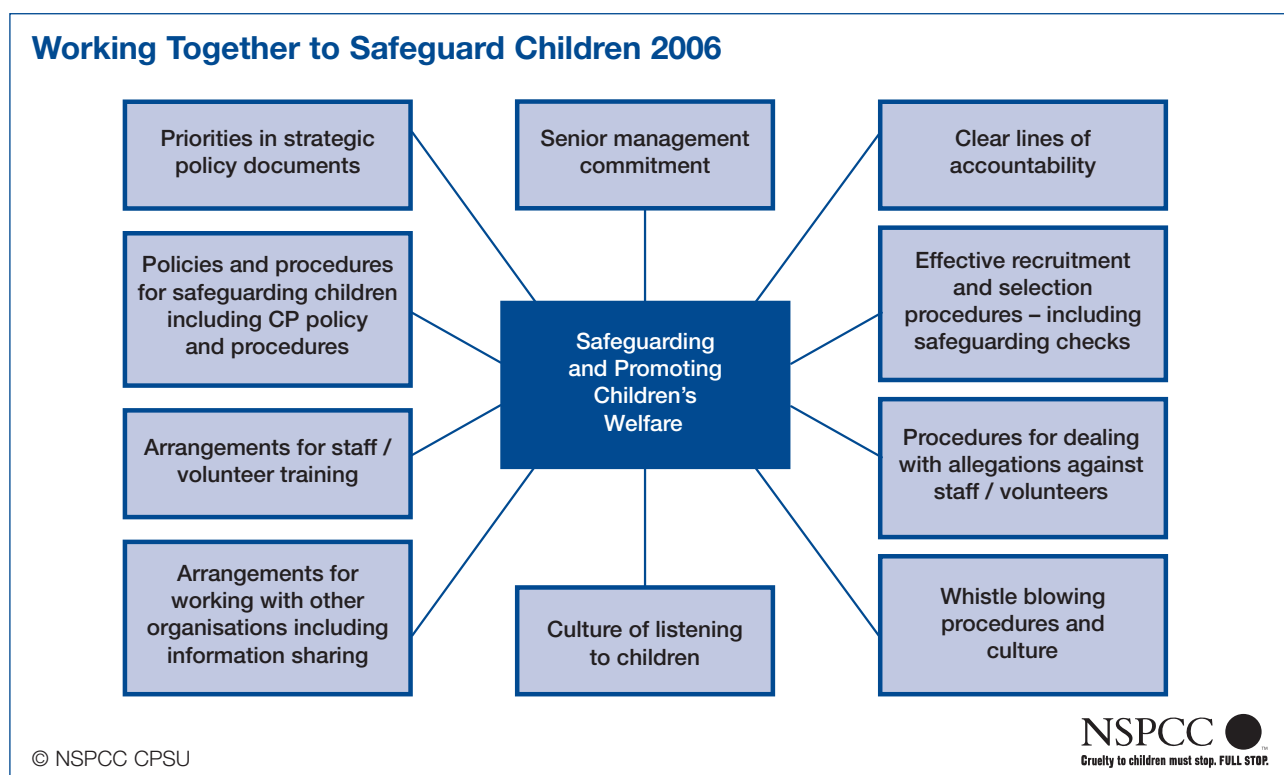 Working Together to Safeguard Children 2006
Priorities in strategic
policy documents
Senior management
commitment
Clear lines of
accountability
Policies and procedures
for safeguarding children
including CP policy
and procedures
Effective recruitment
and selection
procedures – including
safeguarding checks
Safeguarding
and Promoting
Children’s
Welfare
Arrangements for staff /
volunteer training
Procedures for dealing
with allegations against
staff / volunteers
Arrangements for
working with other
organisations including
information sharing
Culture of listening
to children
Whistle blowing
procedures and
culture
© NSPCC CPSU
NSPCC
TM
Cruelty to children must stop. FULL STOP.